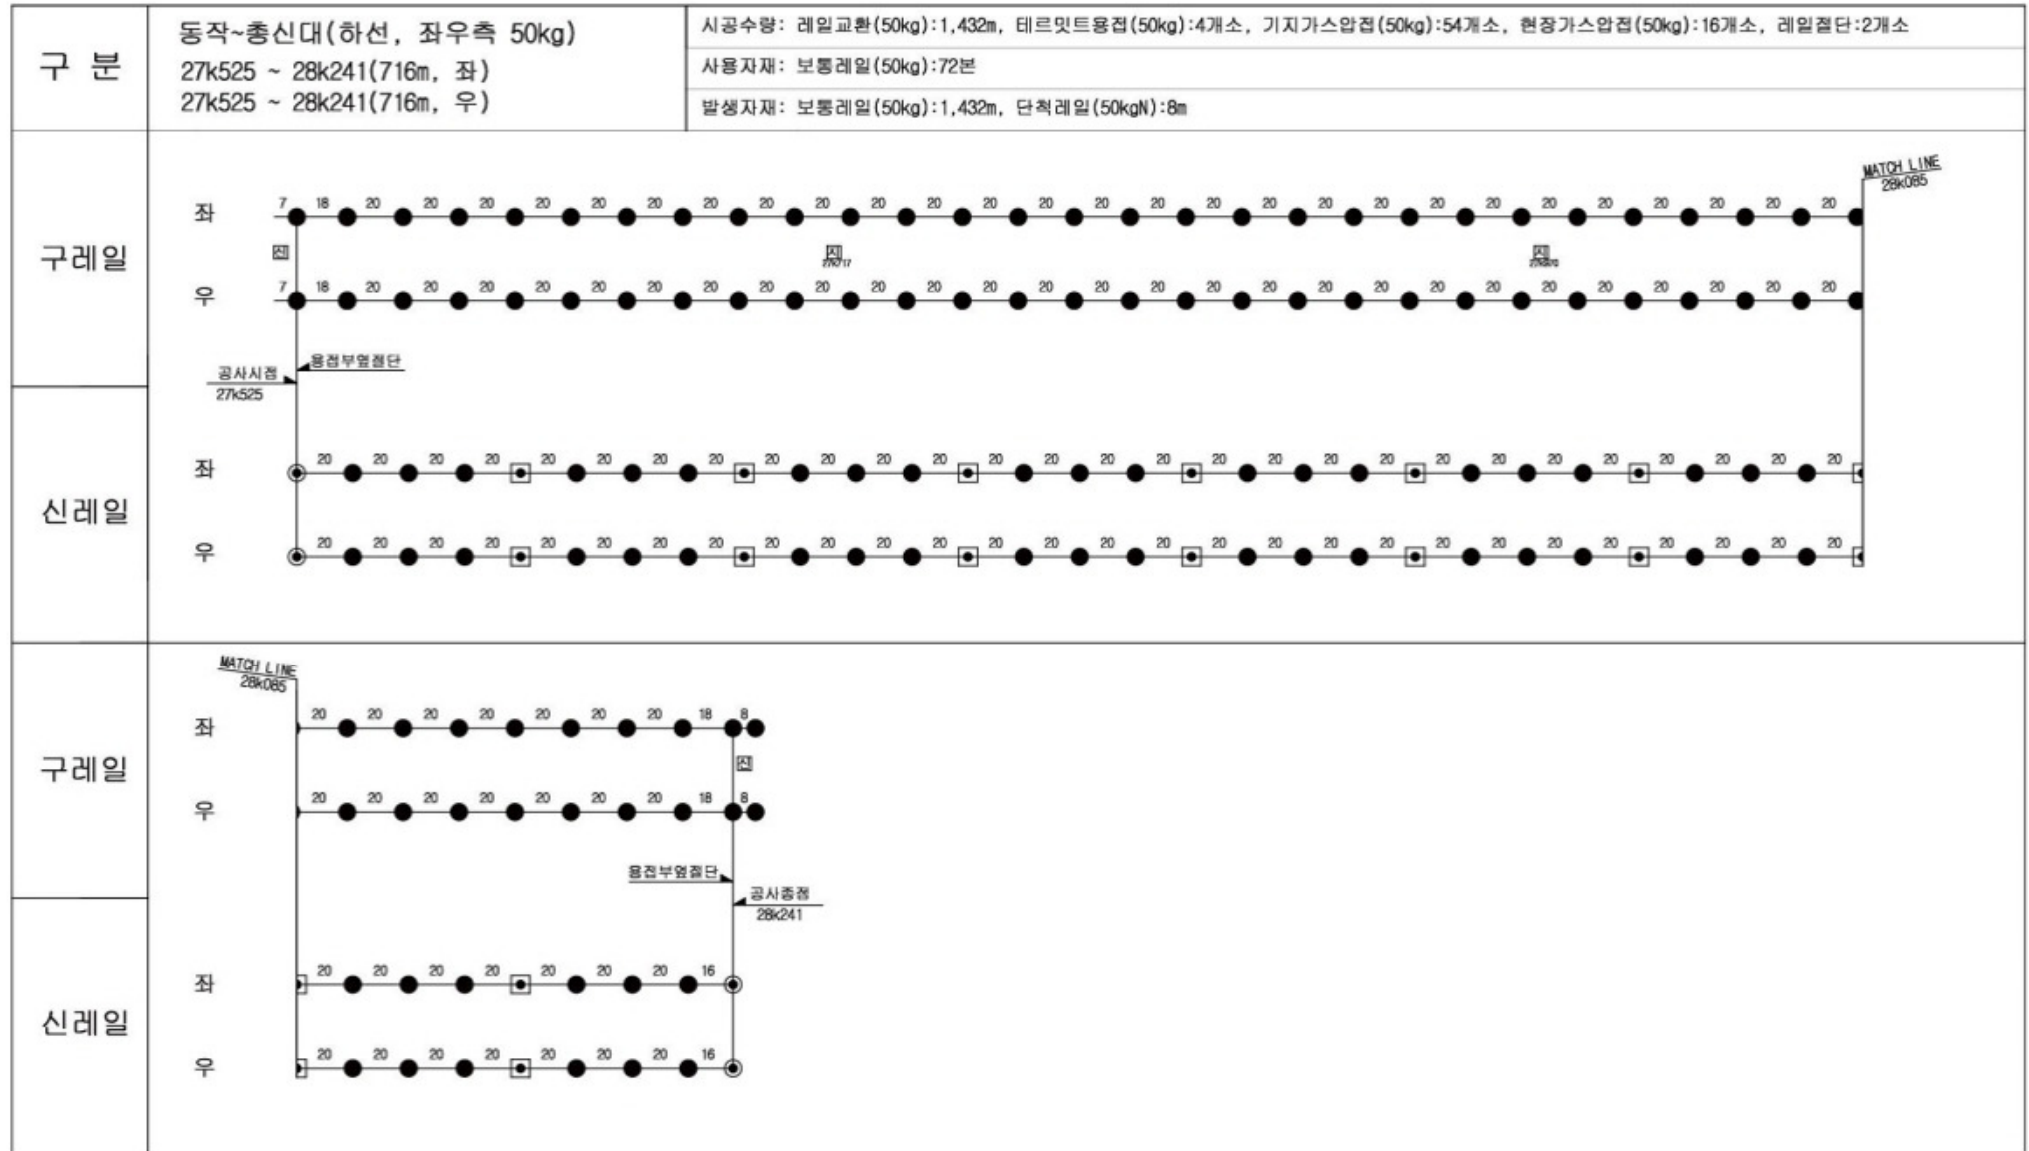 구 분
동작~총신대(하선, 좌우측 50kg)
27k525 ~ 28k241(716m, 좌)
27k525 ~ 28k241(716m, 우)
시공수량: 레일교환(50kg):1,432m, 테르밋트용접(50kg):4개소, 기지가스압접(50kg):54개소, 현장가스압접(50kg):16개소, 레일절단:2개소
사용자재: 보통레일(50kg):72본
발생자재: 보통레일(50kg):1,432m, 단척레일(50kgN):8m
MATCH LINE
28k085
구레일
좌 7 18 20 20 20 20 20 20 20 20 20 20 20 20 20 20 20 20 20 20 20 20 20 20 20 20 20 20 20
신 지 지
우 7 18 20 20 20 20 20 20 20 20 20 20 20 20 20 20 20 20 20 20 20 20 20 20 20 20 20 20 20
용접부옆절단
공사시점
27k525
신레일
좌 20 20 20 20 20 20 20 20 20 20 20 20 20 20 20 20 20 20 20 20 20 20 20 20 20 20 20 20
우 20 20 20 20 20 20 20 20 20 20 20 20 20 20 20 20 20 20 20 20 20 20 20 20 20 20 20 20
MATCH LINE
28k085
구레일
좌 20 20 20 20 20 20 20 18 8
신
우 20 20 20 20 20 20 20 18 8
용접부옆절단
공사종점
28k241
신레일
좌 20 20 20 20 20 20 20 16
우 20 20 20 20 20 20 20 16